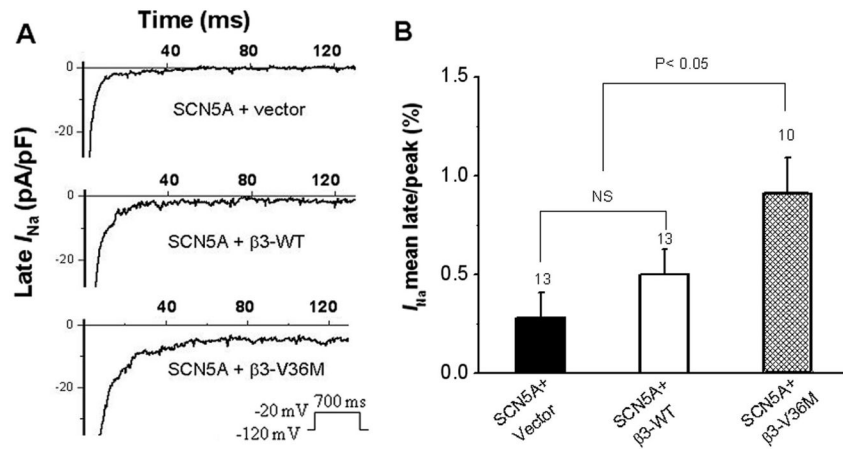 A
Time (ms)
40 80 120
0
-20
SCN5A + vector
40 80 120
0
-20
SCN5A + β3-WT
40 80 120
0
-20
SCN5A + β3-V36M
Late INa (pA/pF)
-20 mV
700 ms
-120 mV
B
P< 0.05
NS
13
13
10
1.5
1.0
0.5
0.0
INa mean late/peak (%)
SCN5A+
Vector
SCN5A+
β3-WT
SCN5A+
β3-V36M